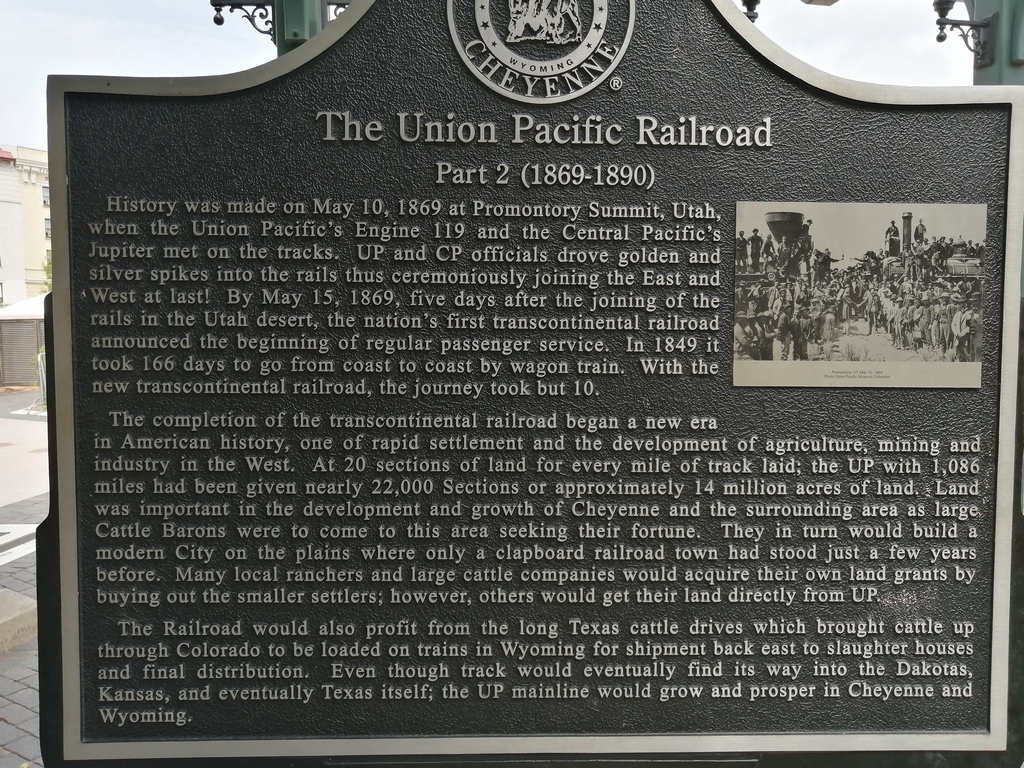 WYOMING
CHEYENNE
®
The Union Pacific Railroad
Part 2 (1869-1890)
History was made on May 10, 1869 at Promontory Summit, Utah,
when the Union Pacific's Engine 119 and the Central Pacific's
Jupiter met on the tracks. UP and CP officials drove golden and
silver spikes into the rails thus ceremoniously joining the East and
West at last! By May 15, 1869, five days after the joining of the
rails in the Utah desert, the nation's first transcontinental railroad
announced the beginning of regular passenger service. In 1849 it
took 166 days to go from coast to coast by wagon train. With the
new transcontinental railroad, the journey took but 10.
Promontory, UT, May 10, 1869
Photo Union Pacific Museum Collection
The completion of the transcontinental railroad began a new era
in American history, one of rapid settlement and the development of agriculture, mining and
industry in the West. At 20 sections of land for every mile of track laid; the UP with 1,086
miles had been given nearly 22,000 Sections or approximately 14 million acres of land. Land
was important in the development and growth of Cheyenne and the surrounding area as large
Cattle Barons were to come to this area seeking their fortune. They in turn would build a
modern City on the plains where only a clapboard railroad town had stood just a few years
before. Many local ranchers and large cattle companies would acquire their own land grants by
buying out the smaller settlers; however, others would get their land directly from UP.
The Railroad would also profit from the long Texas cattle drives which brought cattle up
through Colorado to be loaded on trains in Wyoming for shipment back east to slaughter houses
and final distribution. Even though track would eventually find its way into the Dakotas,
Kansas, and eventually Texas itself; the UP mainline would grow and prosper in Cheyenne and
Wyoming.